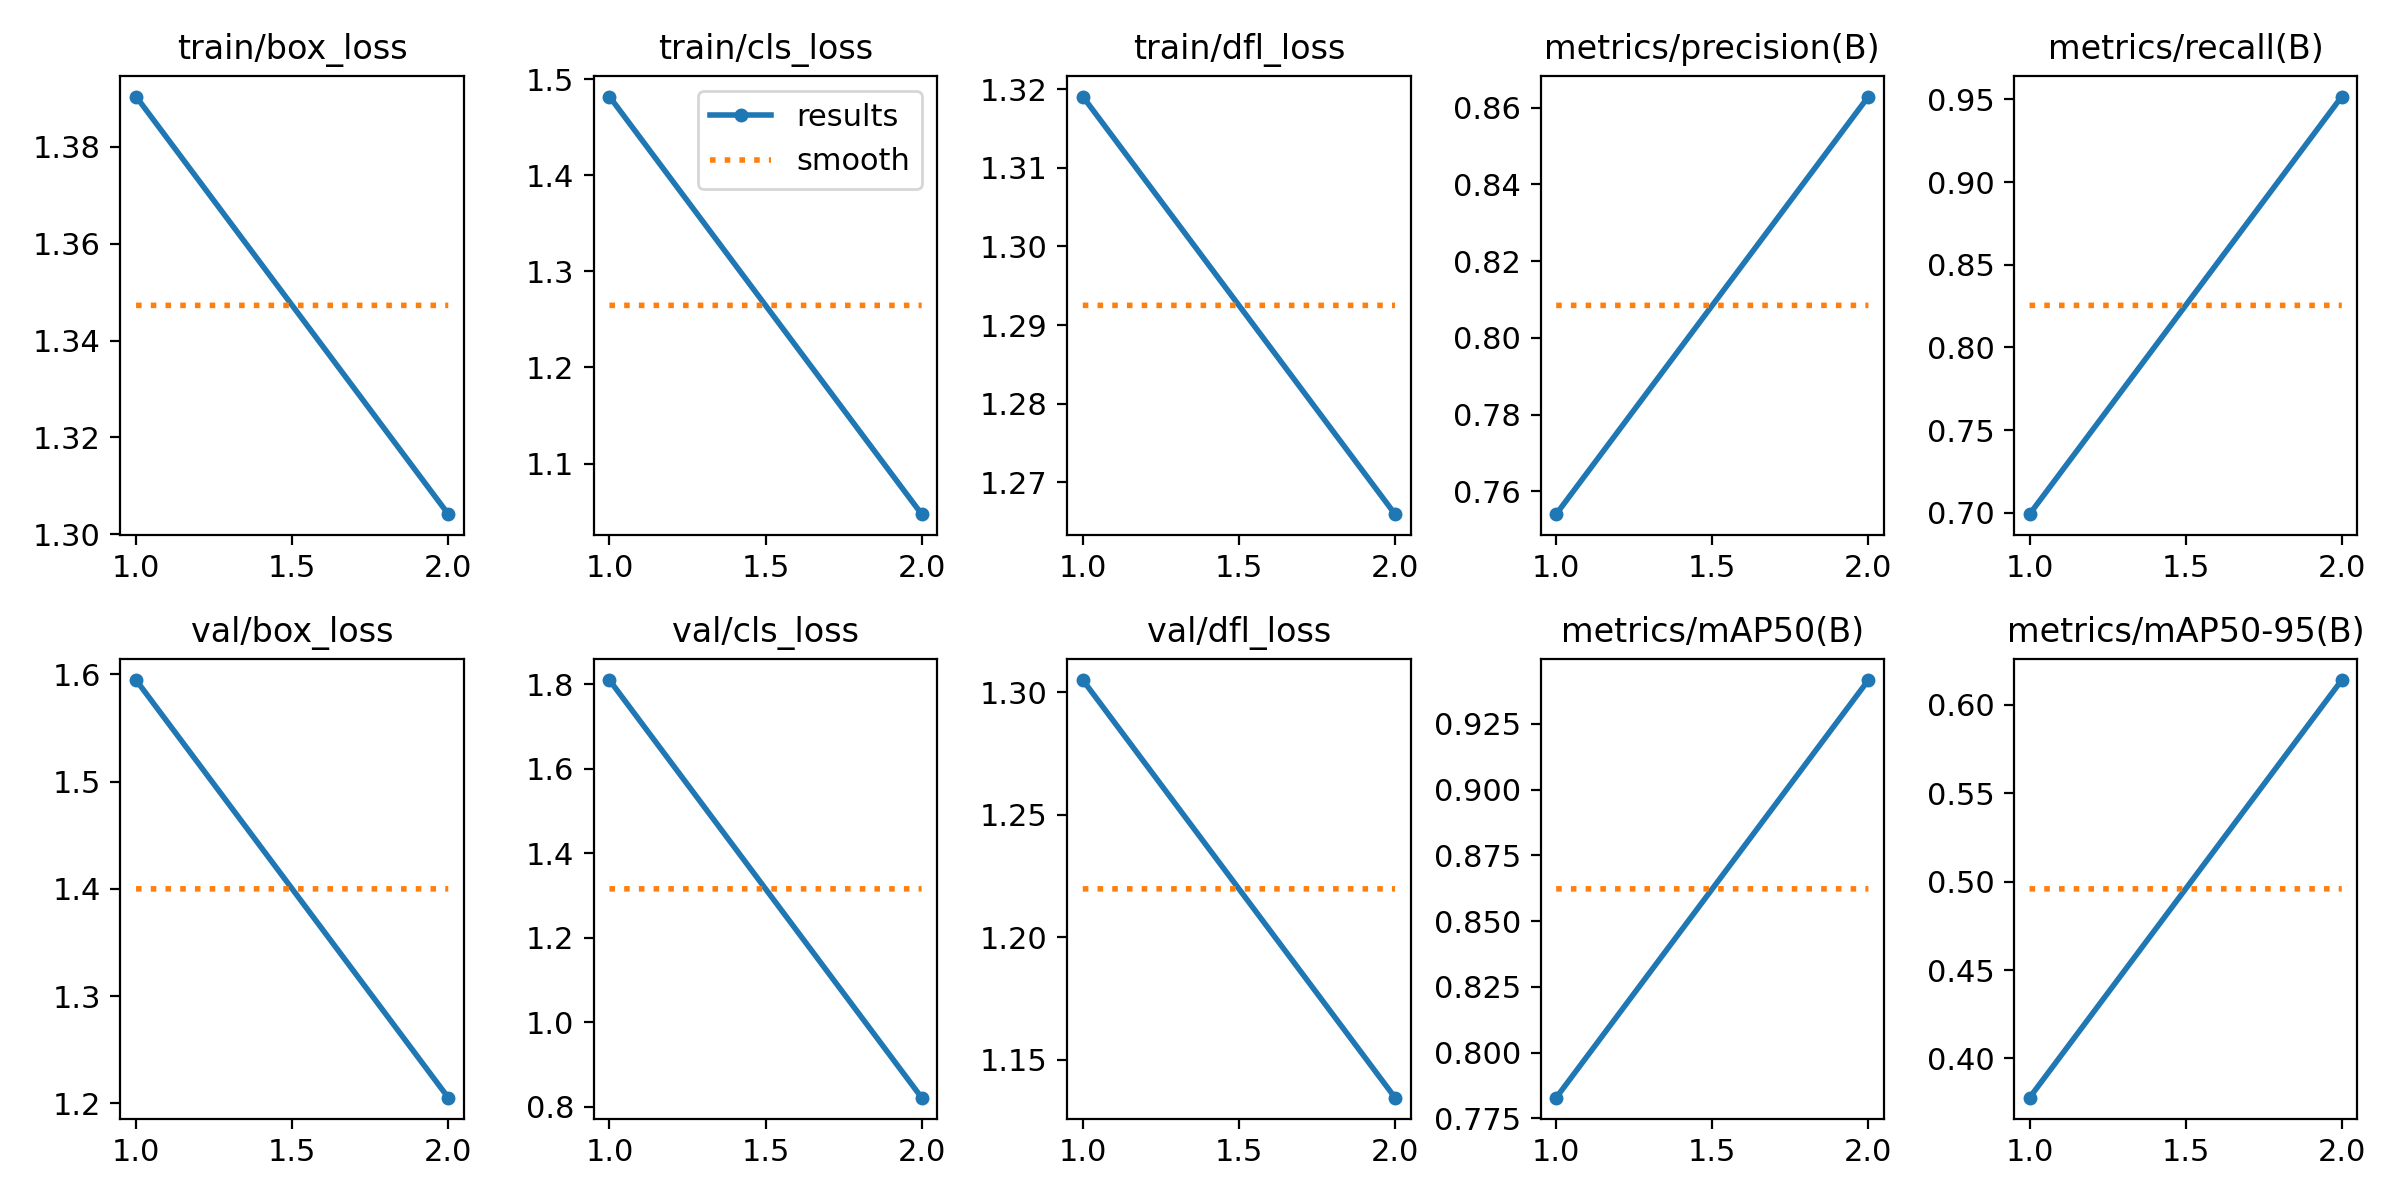 train/box_loss
1.38
1.36
1.34
1.32
1.30
1.0 1.5 2.0
train/cls_loss
results
smooth
1.5
1.4
1.3
1.2
1.1
1.0 1.5 2.0
train/dfl_loss
1.32
1.31
1.30
1.29
1.28
1.27
1.0 1.5 2.0
metrics/precision(B)
0.86
0.84
0.82
0.80
0.78
0.76
1.0 1.5 2.0
metrics/recall(B)
0.95
0.90
0.85
0.80
0.75
0.70
1.0 1.5 2.0
val/box_loss
1.6
1.5
1.4
1.3
1.2
1.0 1.5 2.0
val/cls_loss
1.8
1.6
1.4
1.2
1.0
0.8
1.0 1.5 2.0
val/dfl_loss
1.30
1.25
1.20
1.15
1.0 1.5 2.0
metrics/mAP50(B)
0.925
0.900
0.875
0.850
0.825
0.800
0.775
1.0 1.5 2.0
metrics/mAP50-95(B)
0.60
0.55
0.50
0.45
0.40
1.0 1.5 2.0